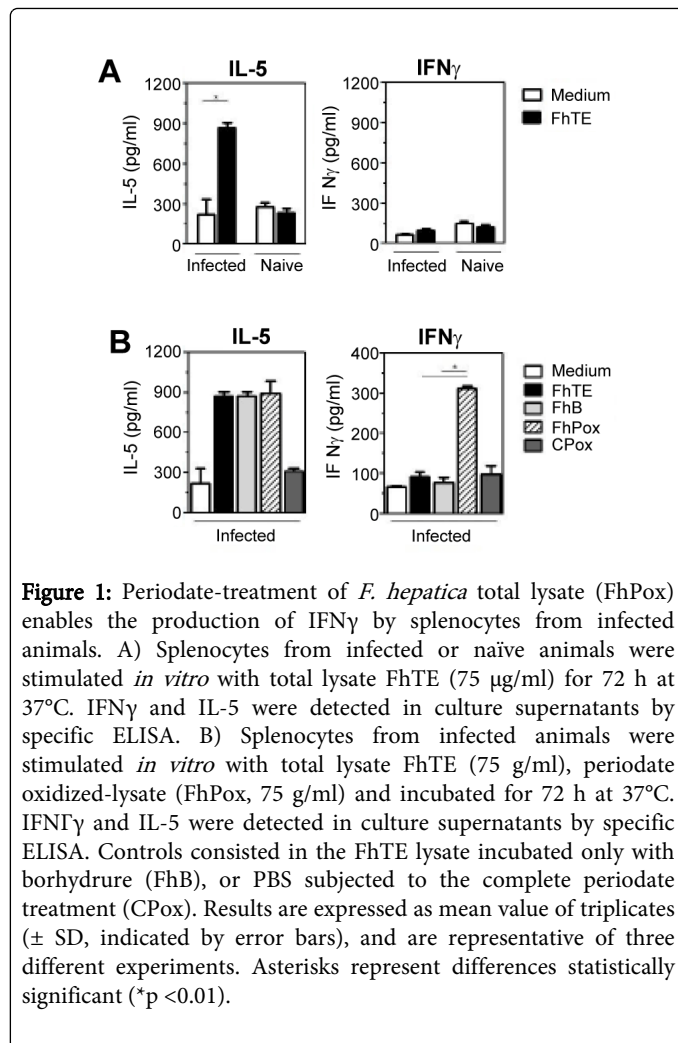 A
IL-5
IFNγ
1200
900
600
300
0
IL-5 (pg/ml)
*
Infected
Naive
1200
900
600
300
0
IF Nγ (pg/ml)
Infected
Naive
Medium
FhTE
B
IL-5
IFNγ
1200
900
600
300
0
IL-5 (pg/ml)
Infected
400
300
200
100
0
IF Nγ (pg/ml)
*
Infected
Medium
FhTE
FhB
FhPox
CPox
Figure 1: Periodate-treatment of F. hepatica total lysate (FhPox)
enables the production of IFNγ by splenocytes from infected
animals. A) Splenocytes from infected or naïve animals were
stimulated in vitro with total lysate FhTE (75 μg/ml) for 72 h at
37°C. IFNγ and IL-5 were detected in culture supernatants by
specific ELISA. B) Splenocytes from infected animals were
stimulated in vitro with total lysate FhTE (75 g/ml), periodate
oxidized-lysate (FhPox, 75 g/ml) and incubated for 72 h at 37°C.
IFNΓγ and IL-5 were detected in culture supernatants by specific
ELISA. Controls consisted in the FhTE lysate incubated only with
borhydrure (FhB), or PBS subjected to the complete periodate
treatment (CPox). Results are expressed as mean value of triplicates
(± SD, indicated by error bars), and are representative of three
different experiments. Asterisks represent differences statistically
significant (*p <0.01).